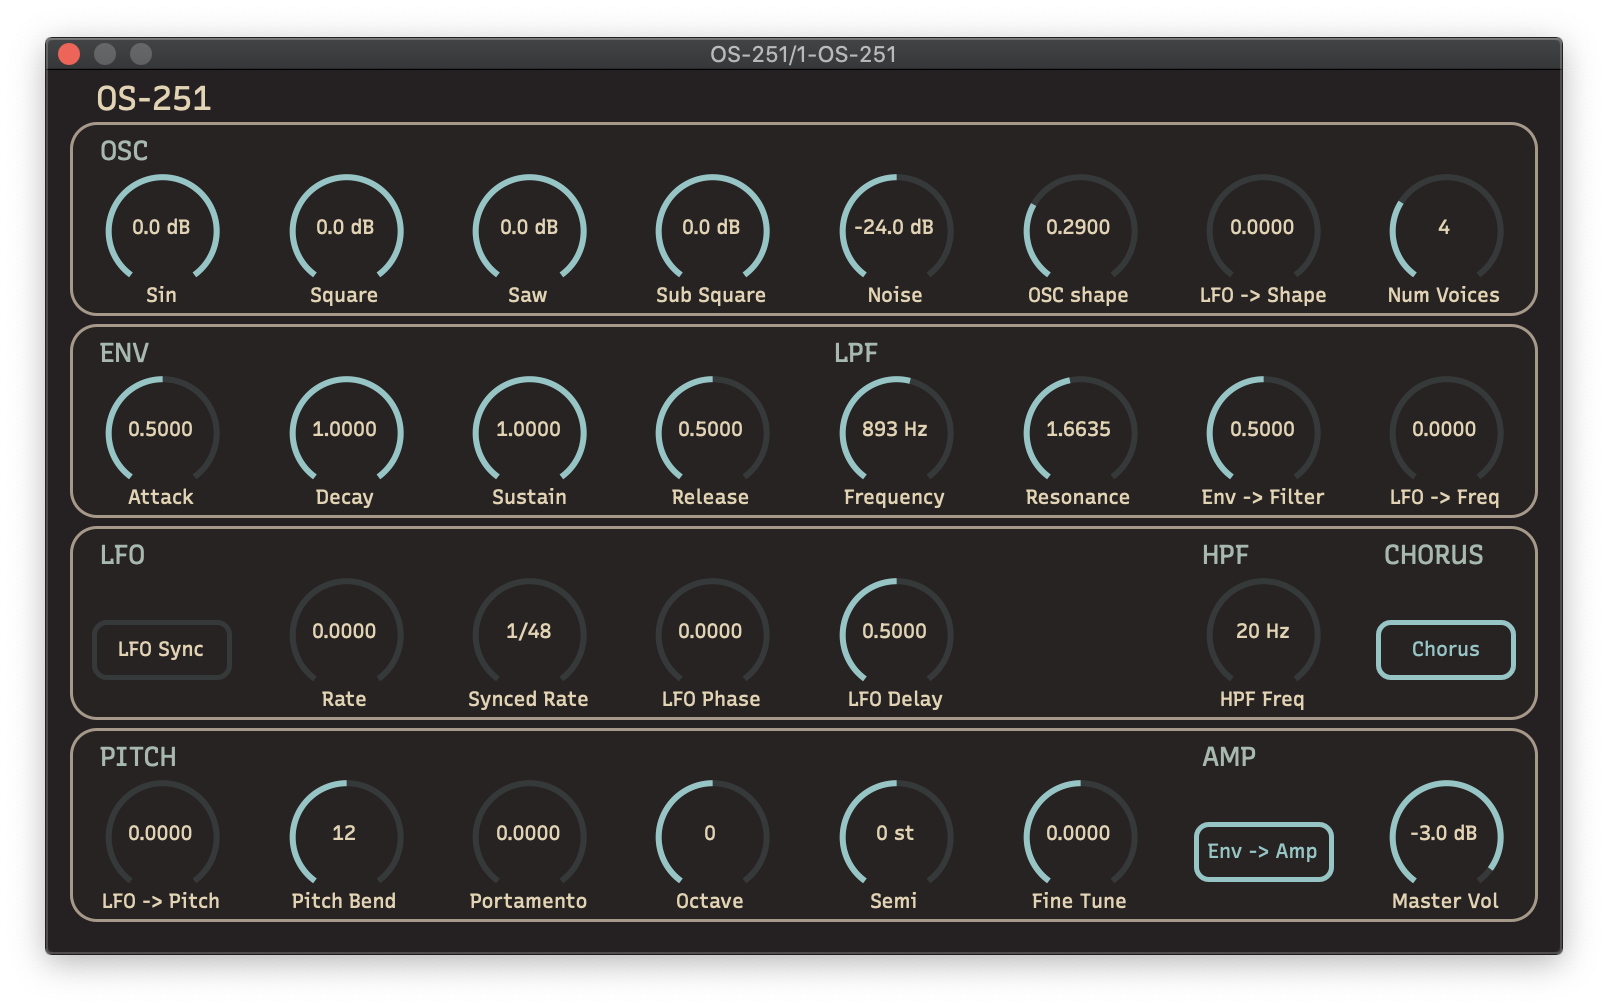 OS-251/1-OS-251
OS-251
OSC
0.0 dB 0.0 dB 0.0 dB 0.0 dB -24.0 dB 0.2900 0.0000 4
Sin Square Saw Sub Square Noise OSC shape LFO -> Shape Num Voices
ENV LPF
0.5000 1.0000 1.0000 0.5000 893 Hz 1.6635 0.5000 0.0000
Attack Decay Sustain Release Frequency Resonance Env -> Filter LFO -> Freq
LFO HPF CHORUS
0.0000 1/48 0.0000 0.5000 20 Hz
LFO Sync Chorus
Rate Synced Rate LFO Phase LFO Delay HPF Freq
PITCH AMP
0.0000 12 0.0000 0 0 st 0.0000 -3.0 dB
Env -> Amp
LFO -> Pitch Pitch Bend Portamento Octave Semi Fine Tune Master Vol